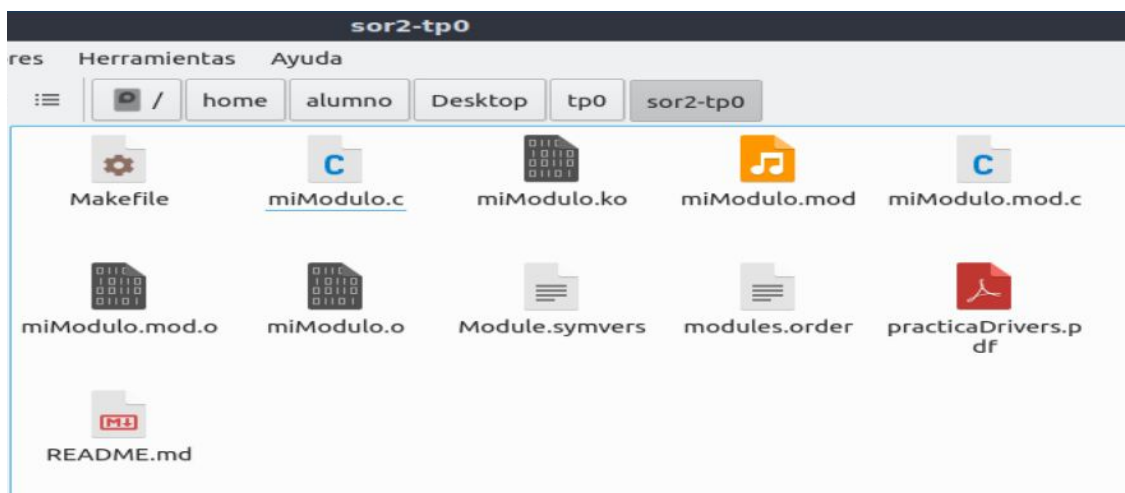 sor2-tp0
res Herramientas Ayuda
/ home alumno Desktop tp0 sor2-tp0
Makefile miModulo.c miModulo.ko miModulo.mod miModulo.mod.c
miModulo.mod.o miModulo.o Module.symvers modules.order practicaDrivers.p
df
README.md